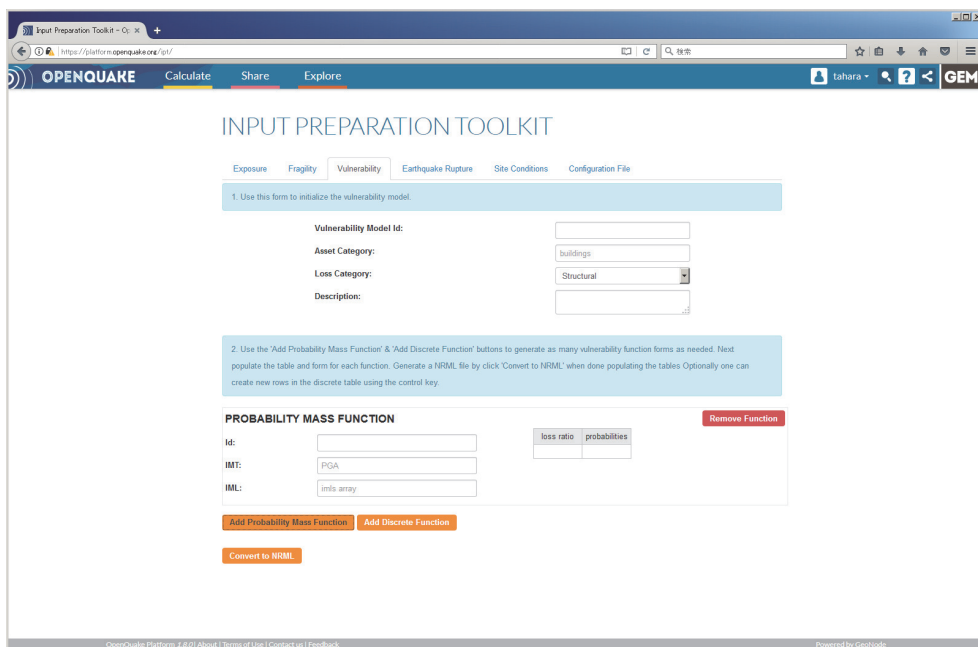 Input Preparation Toolkit - O
https://platform.openquake.org/ipt/
検索
OPENQUAKE Calculate Share Explore tahara GEM
INPUT PREPARATION TOOLKIT
Exposure Fragility Vulnerability Earthquake Rupture Site Conditions Configuration File
1. Use this form to initialize the vulnerability model.
Vulnerability Model Id:
Asset Category: buildings
Loss Category: Structural
Description:
2. Use the 'Add Probability Mass Function' & 'Add Discrete Function' buttons to generate as many vulnerability function forms as needed. Next
populate the table and form for each function. Generate a NRML file by click 'Convert to NRML' when done populating the tables Optionally one can
create new rows in the discrete table using the control key.
PROBABILITY MASS FUNCTION Remove Function
Id: loss ratio probabilities
IMT: PGA
IML: imls array
Add Probability Mass Function Add Discrete Function
Convert to NRML
OpenQuake Platform 1.8.0 | About | Terms of Use | Contact us | Feedback Powered by GeoNode